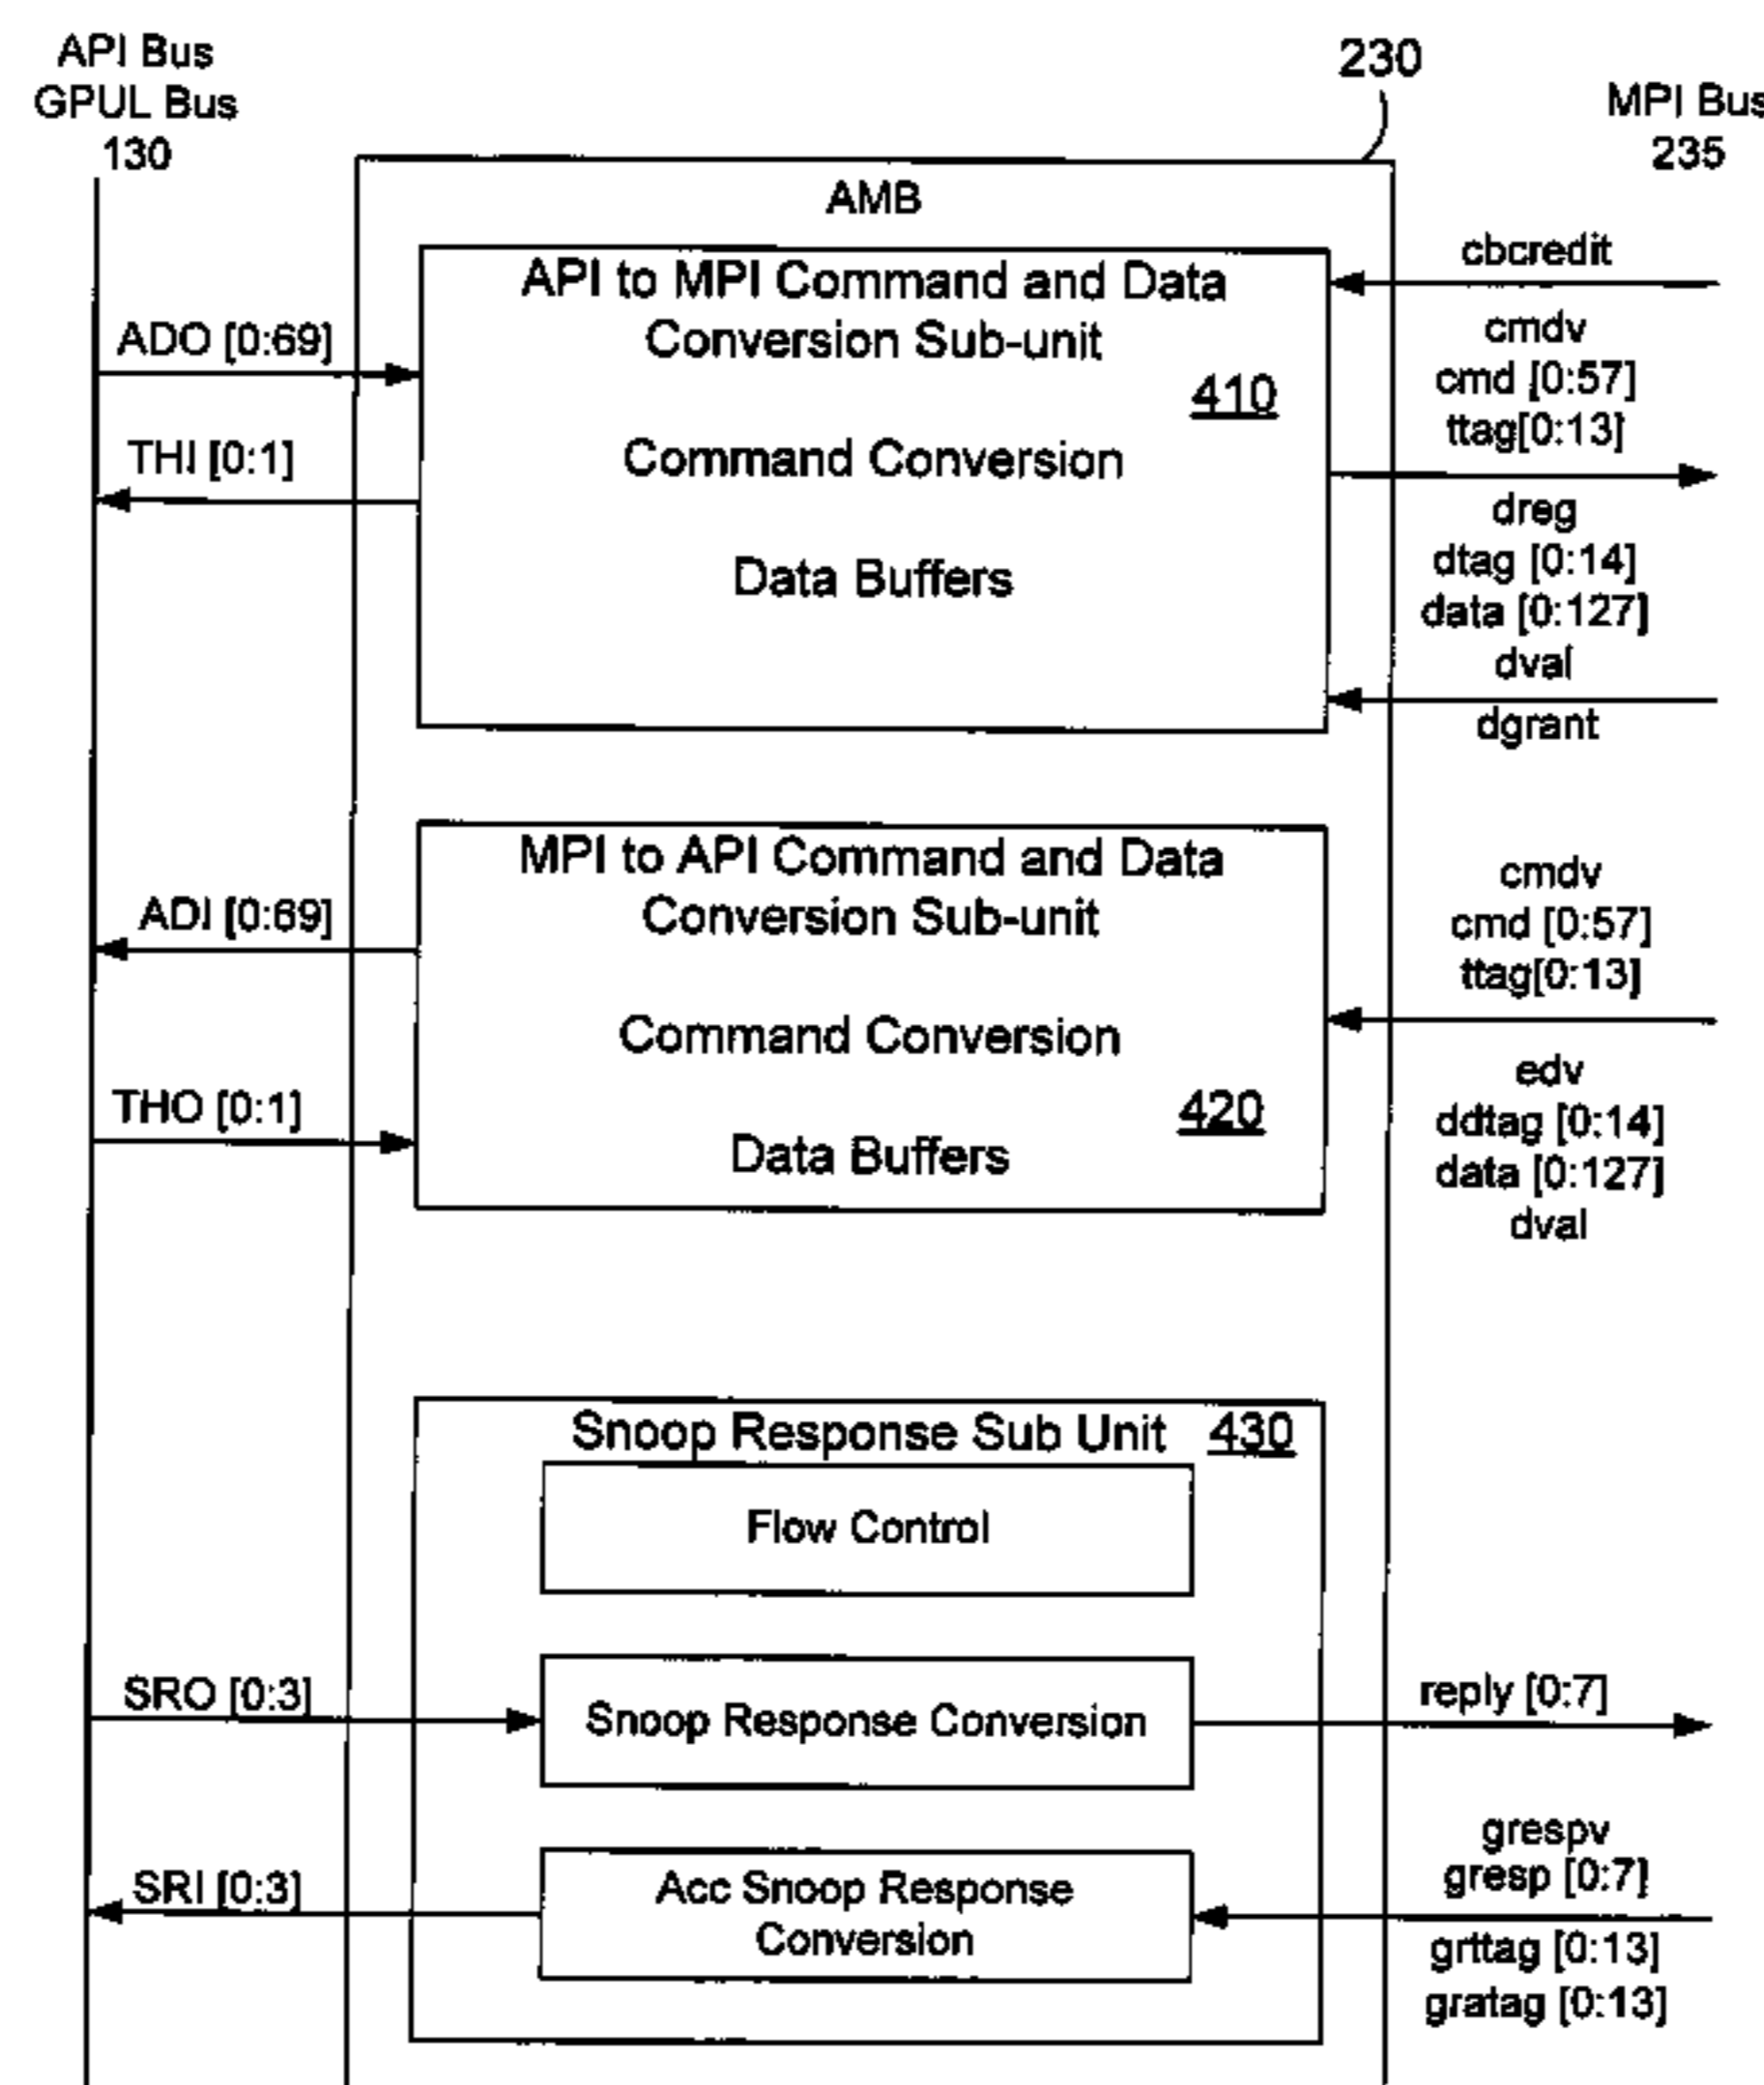 API Bus
GPUL Bus
130
230
MPI Bus
235
AMB
API to MPI Command and Data
Conversion Sub-unit
410
Command Conversion
Data Buffers
ADO [0:69]
THI [0:1]
cbcredit
cmdv
cmd [0:57]
ttag[0:13]
dreg
dtag [0:14]
data [0:127]
dval
dgrant
MPI to API Command and Data
Conversion Sub-unit
Command Conversion
420
Data Buffers
ADI [0:69]
THO [0:1]
cmdv
cmd [0:57]
ttag[0:13]
edv
ddtag [0:14]
data [0:127]
dval
Snoop Response Sub Unit 430
Flow Control
SRO [0:3]
Snoop Response Conversion
reply [0:7]
SRI [0:3]
Acc Snoop Response
Conversion
grespv
gresp [0:7]
grttag [0:13]
gratag [0:13]